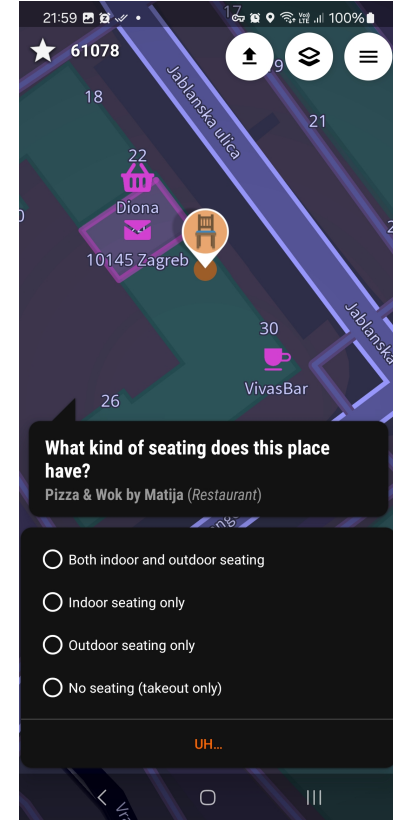 21:59
100%
61078
17
9
18
21
Jablanska ulica
22
Diona
10145 Zagreb
30
VivasBar
Jablanska
26
What kind of seating does this place
have?
Pizza & Wok by Matija (Restaurant)
Both indoor and outdoor seating
Indoor seating only
Outdoor seating only
No seating (takeout only)
UH...